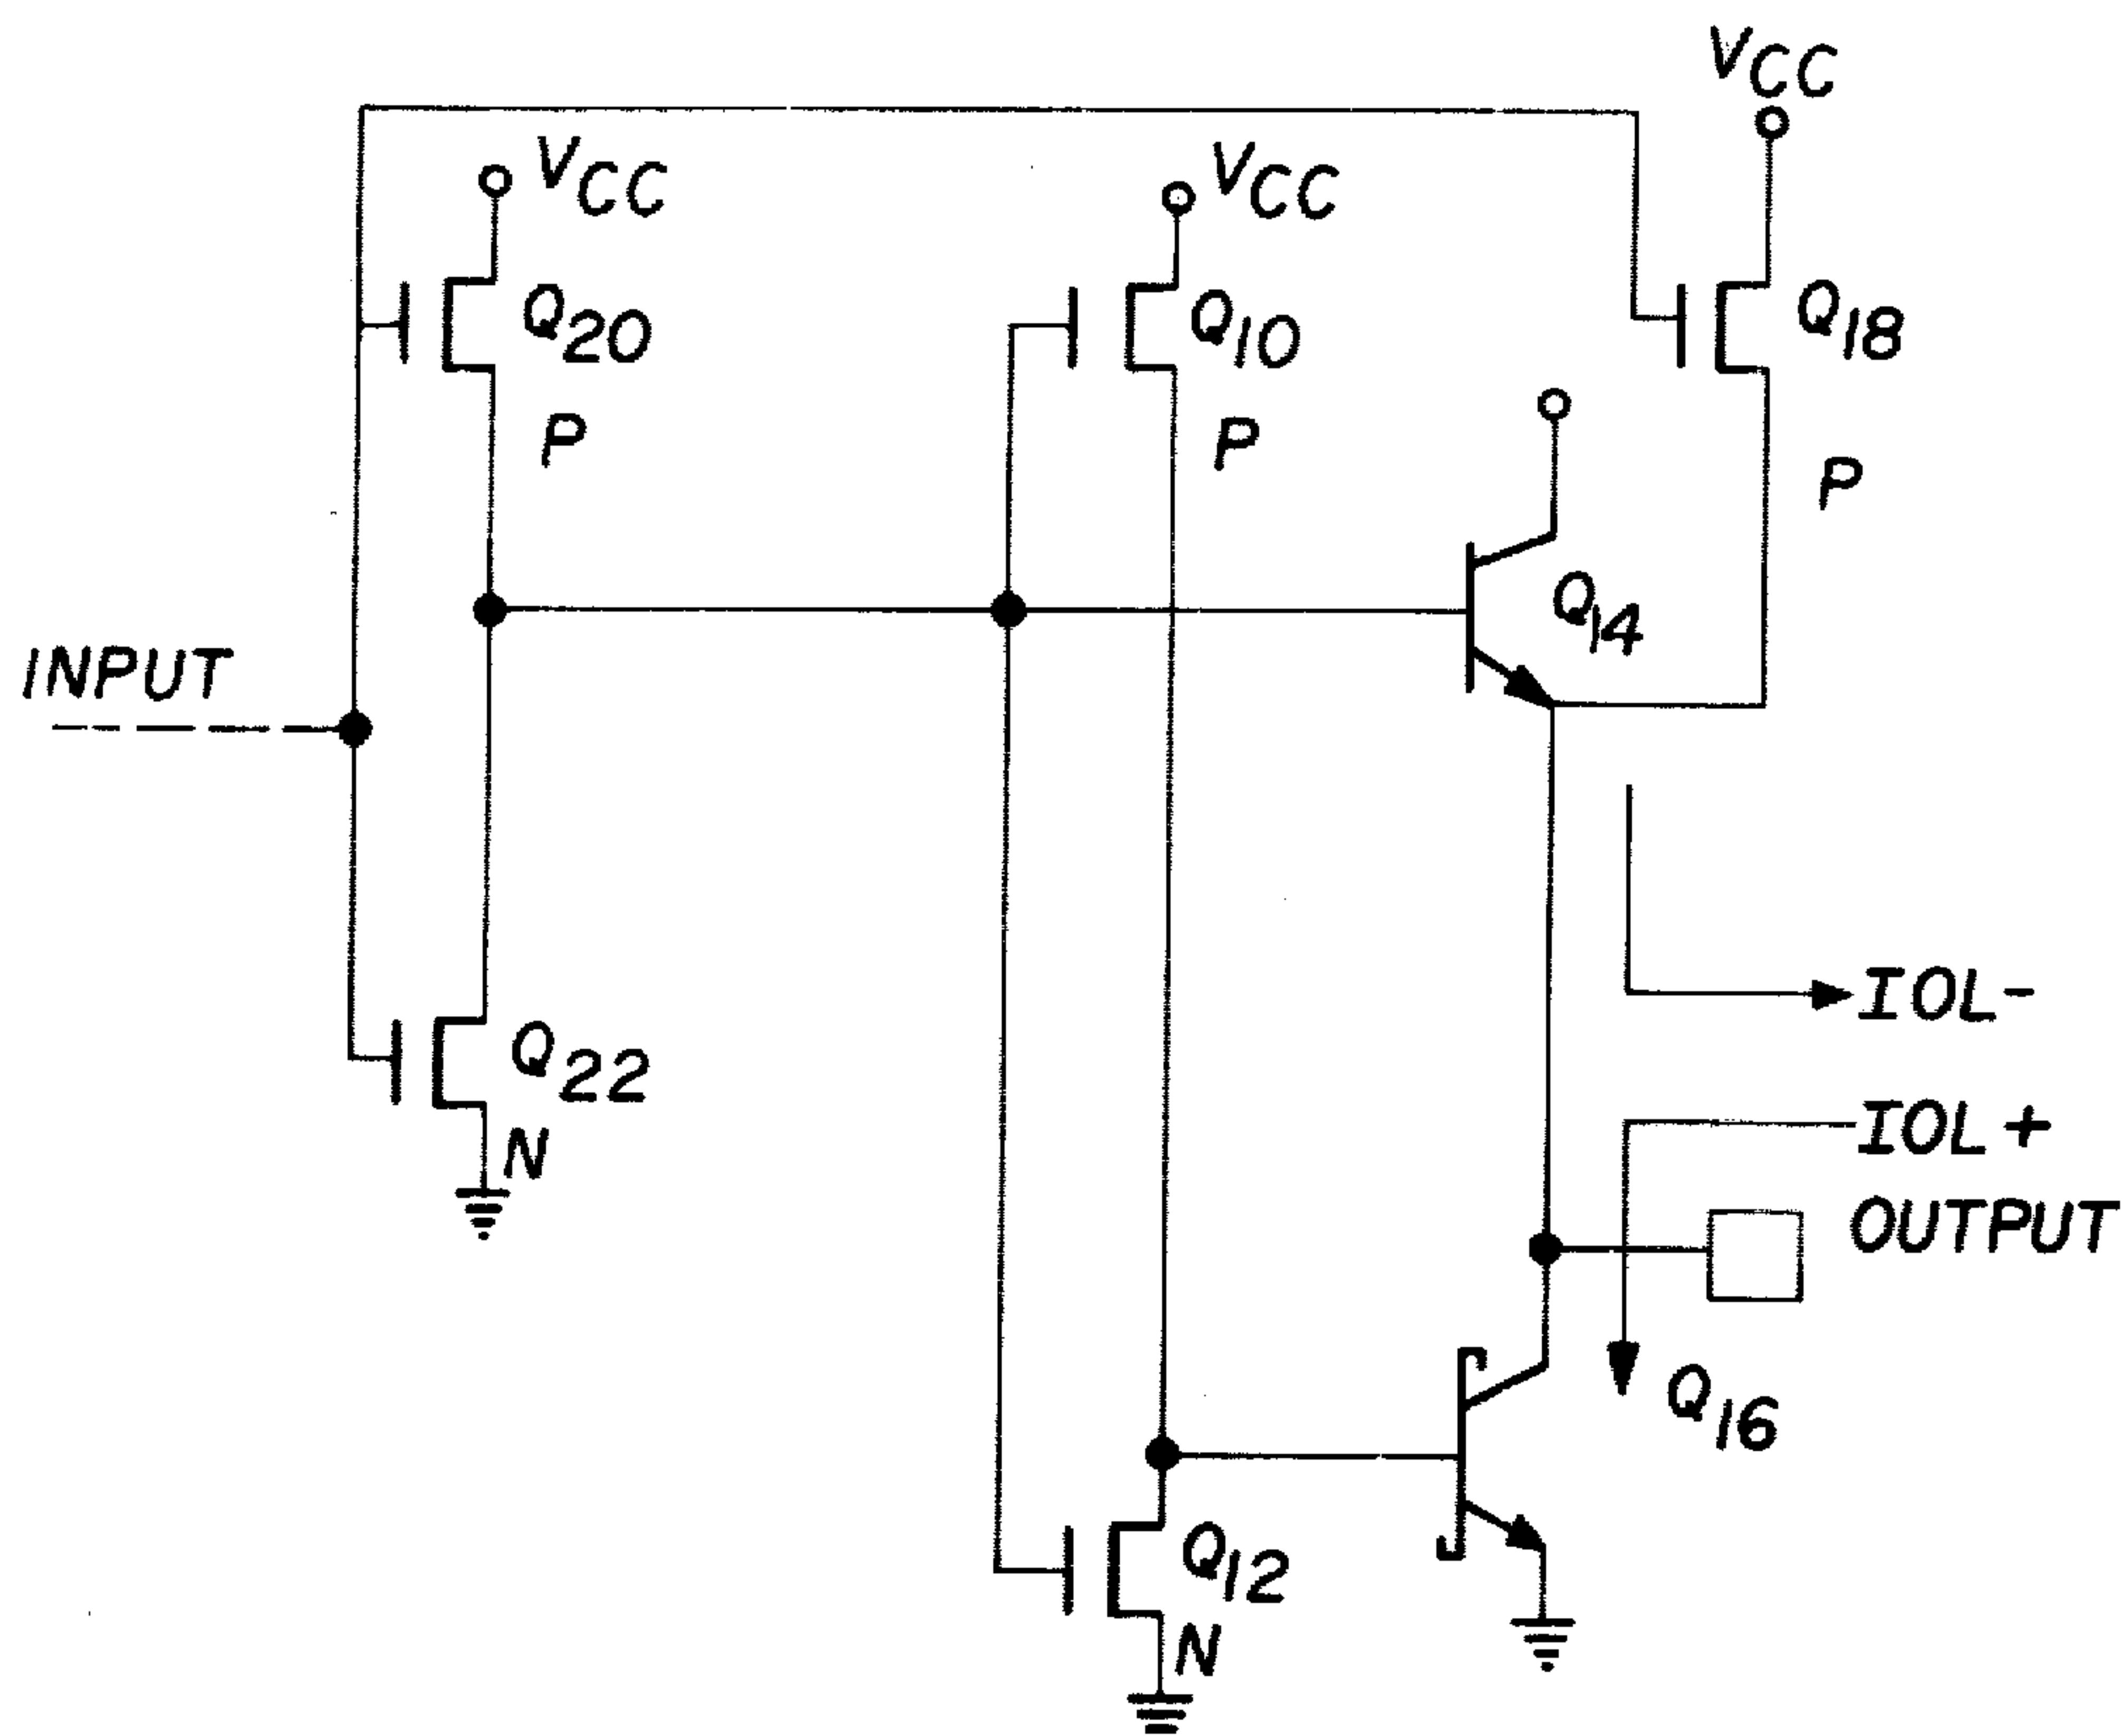 VCC
VCC
VCC
Q20
Q10
Q18
P
P
P
Q14
INPUT
IOL-
Q22
IOL+
N
OUTPUT
Q16
Q12
N